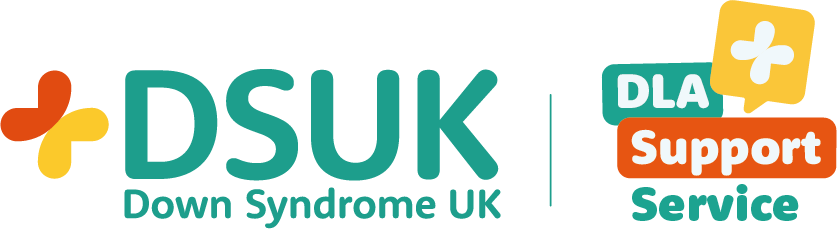 DSUK
Down Syndrome UK
DLA
Support
Service